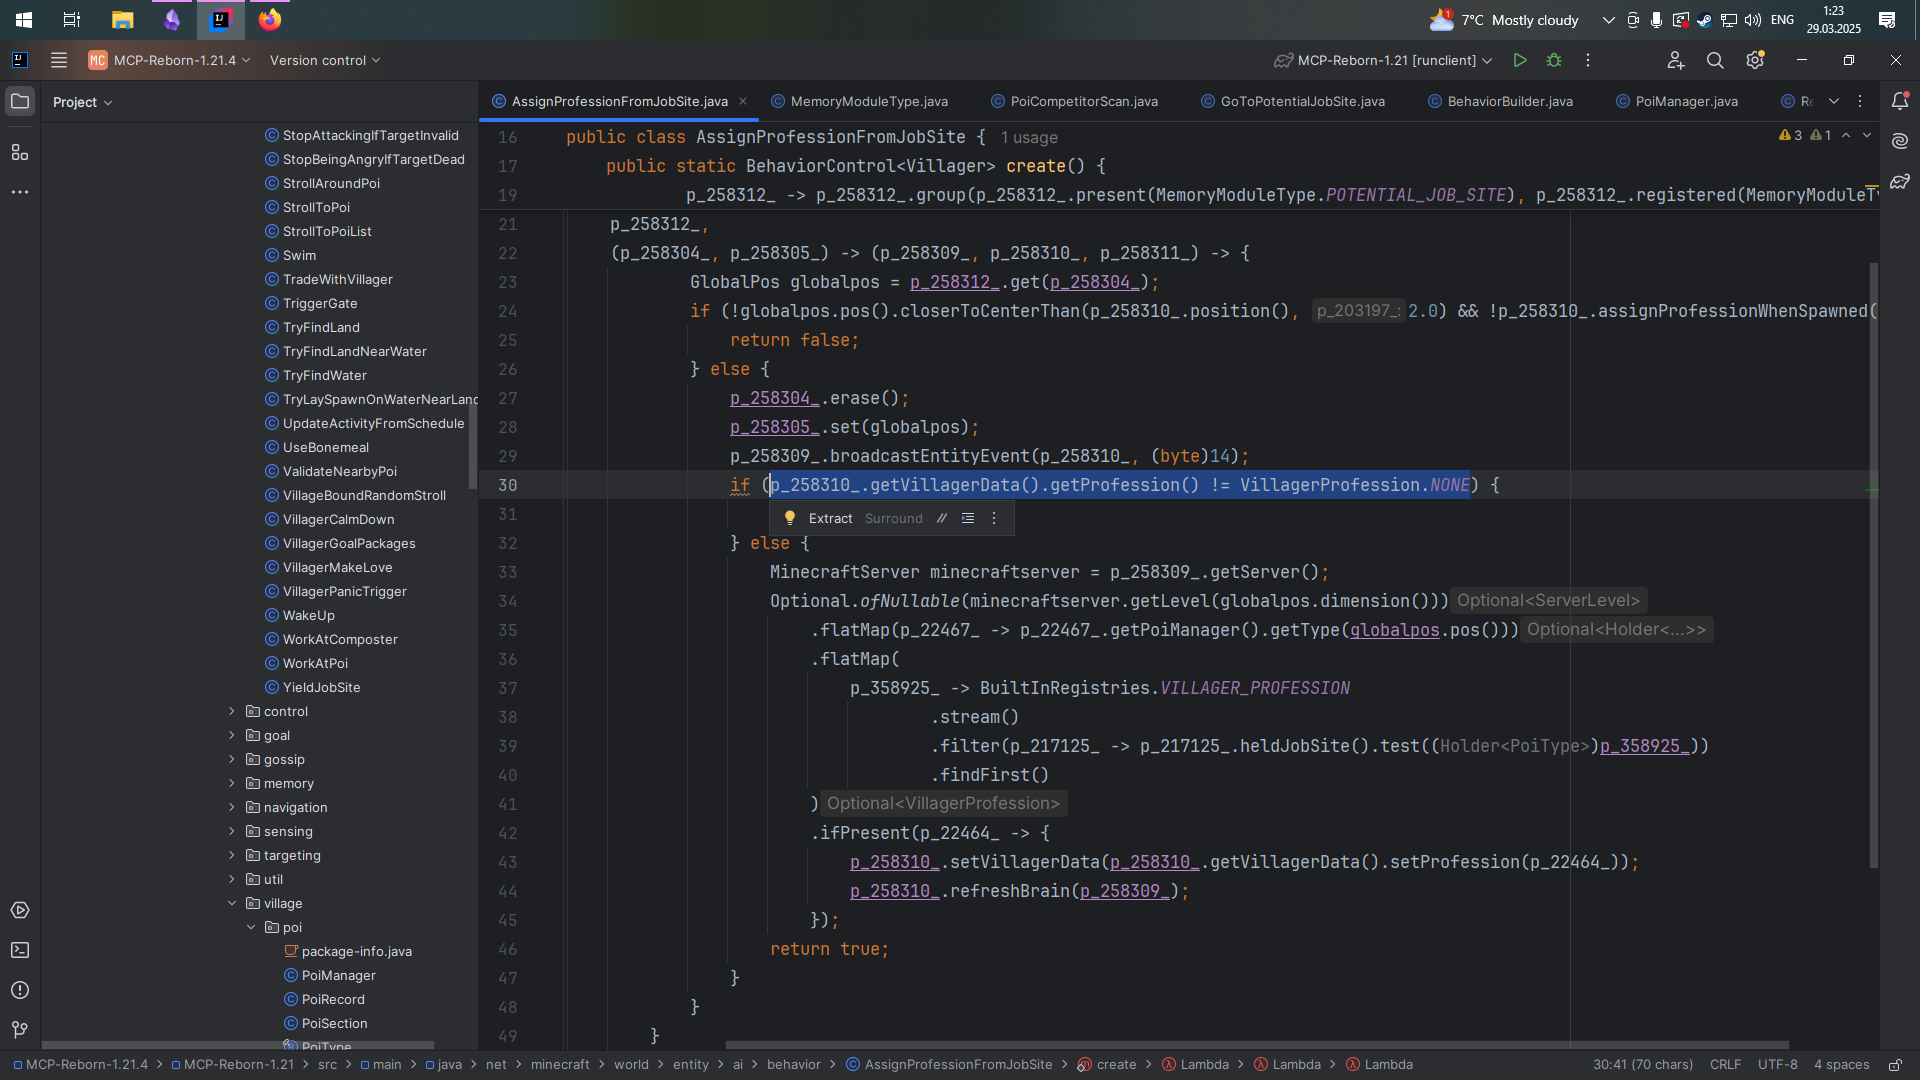 1
7°C Mostly cloudy
ENG
1:23
29.03.2025
MC MCP-Reborn-1.21.4
Version control
MCP-Reborn-1.21 [runclient]
Project
AssignProfessionFromJobSite.java
MemoryModuleType.java
PoiCompetitorScan.java
GoToPotentialJobSite.java
BehaviorBuilder.java
PoiManager.java
StopAttackingIfTargetInvalid
StopBeingAngryIfTargetDead
StrollAroundPoi
StrollToPoi
StrollToPoiList
Swim
TradeWithVillager
TriggerGate
TryFindLand
TryFindLandNearWater
TryFindWater
TryLaySpawnOnWaterNearLand
UpdateActivityFromSchedule
UseBonemeal
ValidateNearbyPoi
VillageBoundRandomStroll
VillagerCalmDown
VillagerGoalPackages
VillagerMakeLove
VillagerPanicTrigger
WakeUp
WorkAtComposter
WorkAtPoi
YieldJobSite
control
goal
gossip
memory
navigation
sensing
targeting
util
village
poi
package-info.java
PoiManager
PoiRecord
PoiSection
PoiType
3 1
16 public class AssignProfessionFromJobSite { 1 usage
17 public static BehaviorControl<Villager> create() {
19 p_258312_ -> p_258312_.group(p_258312_.present(MemoryModuleType.POTENTIAL_JOB_SITE), p_258312_.registered(MemoryModuleTy
21 p_258312_,
22 (p_258304_, p_258305_) -> (p_258309_, p_258310_, p_258311_) -> {
23 GlobalPos globalpos = p_258312_.get(p_258304_);
24 if (!globalpos.pos().closerToCenterThan(p_258310_.position(), p_203197_: 2.0) && !p_258310_.assignProfessionWhenSpawned(
25 return false;
26 } else {
27 p_258304_.erase();
28 p_258305_.set(globalpos);
29 p_258309_.broadcastEntityEvent(p_258310_, (byte)14);
30 if (p_258310_.getVillagerData().getProfession() != VillagerProfession.NONE) {
31 Extract Surround //
32 } else {
33 MinecraftServer minecraftserver = p_258309_.getServer();
34 Optional.ofNullable(minecraftserver.getLevel(globalpos.dimension())) Optional<ServerLevel>
35 .flatMap(p_22467_ -> p_22467_.getPoiManager().getType(globalpos.pos())) Optional<Holder<...>>
36 .flatMap(
37 p_358925_ -> BuiltInRegistries.VILLAGER_PROFESSION
38 .stream()
39 .filter(p_217125_ -> p_217125_.heldJobSite().test((Holder<PoiType>)p_358925_))
40 .findFirst()
41 ) Optional<VillagerProfession>
42 .ifPresent(p_22464_ -> {
43 p_258310_.setVillagerData(p_258310_.getVillagerData().setProfession(p_22464_));
44 p_258310_.refreshBrain(p_258309_);
45 });
46 return true;
47 }
48 }
49 }
MCP-Reborn-1.21.4 > MCP-Reborn-1.21 > src > main > java > net > minecraft > world > entity > ai > behavior > AssignProfessionFromJobSite > create > Lambda > Lambda > Lambda
30:41 (70 chars) CRLF UTF-8 4 spaces